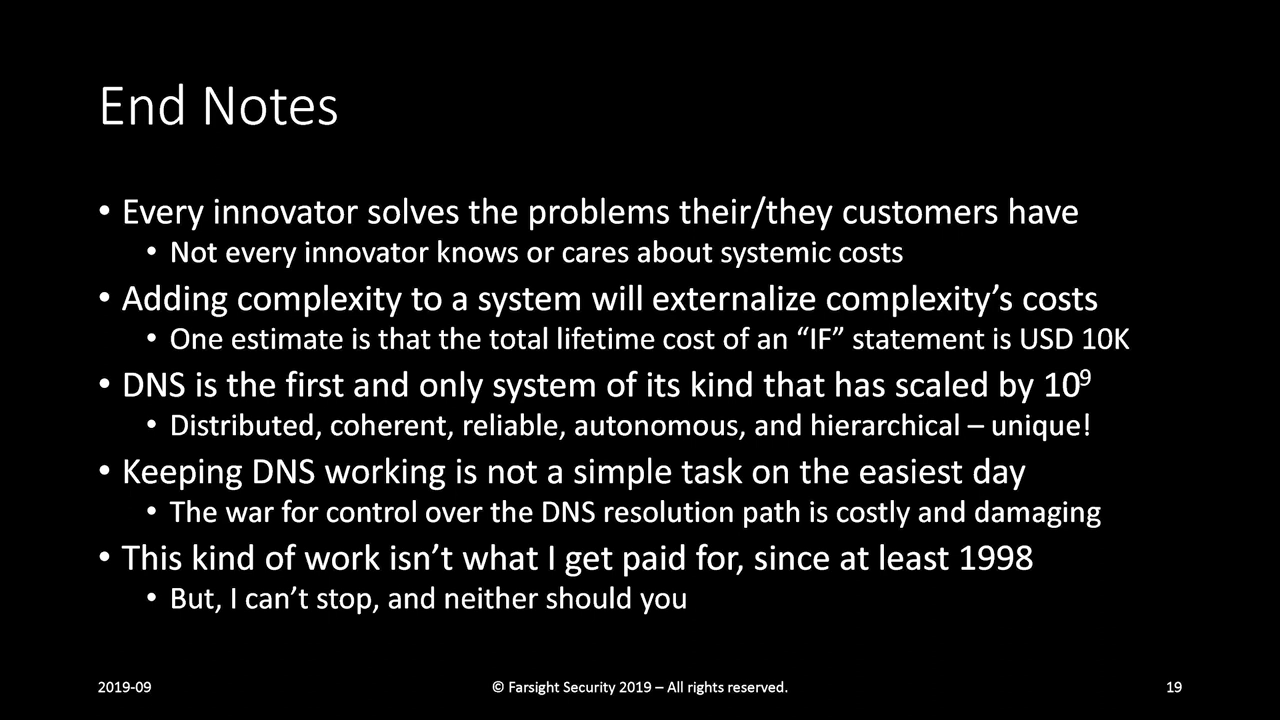 End Notes
• Every innovator solves the problems their/they customers have
• Not every innovator knows or cares about systemic costs
• Adding complexity to a system will externalize complexity’s costs
• One estimate is that the total lifetime cost of an “IF” statement is USD 10K
• DNS is the first and only system of its kind that has scaled by 10⁹
• Distributed, coherent, reliable, autonomous, and hierarchical – unique!
• Keeping DNS working is not a simple task on the easiest day
• The war for control over the DNS resolution path is costly and damaging
• This kind of work isn’t what I get paid for, since at least 1998
• But, I can’t stop, and neither should you
2019-09
© Farsight Security 2019 – All rights reserved.
19